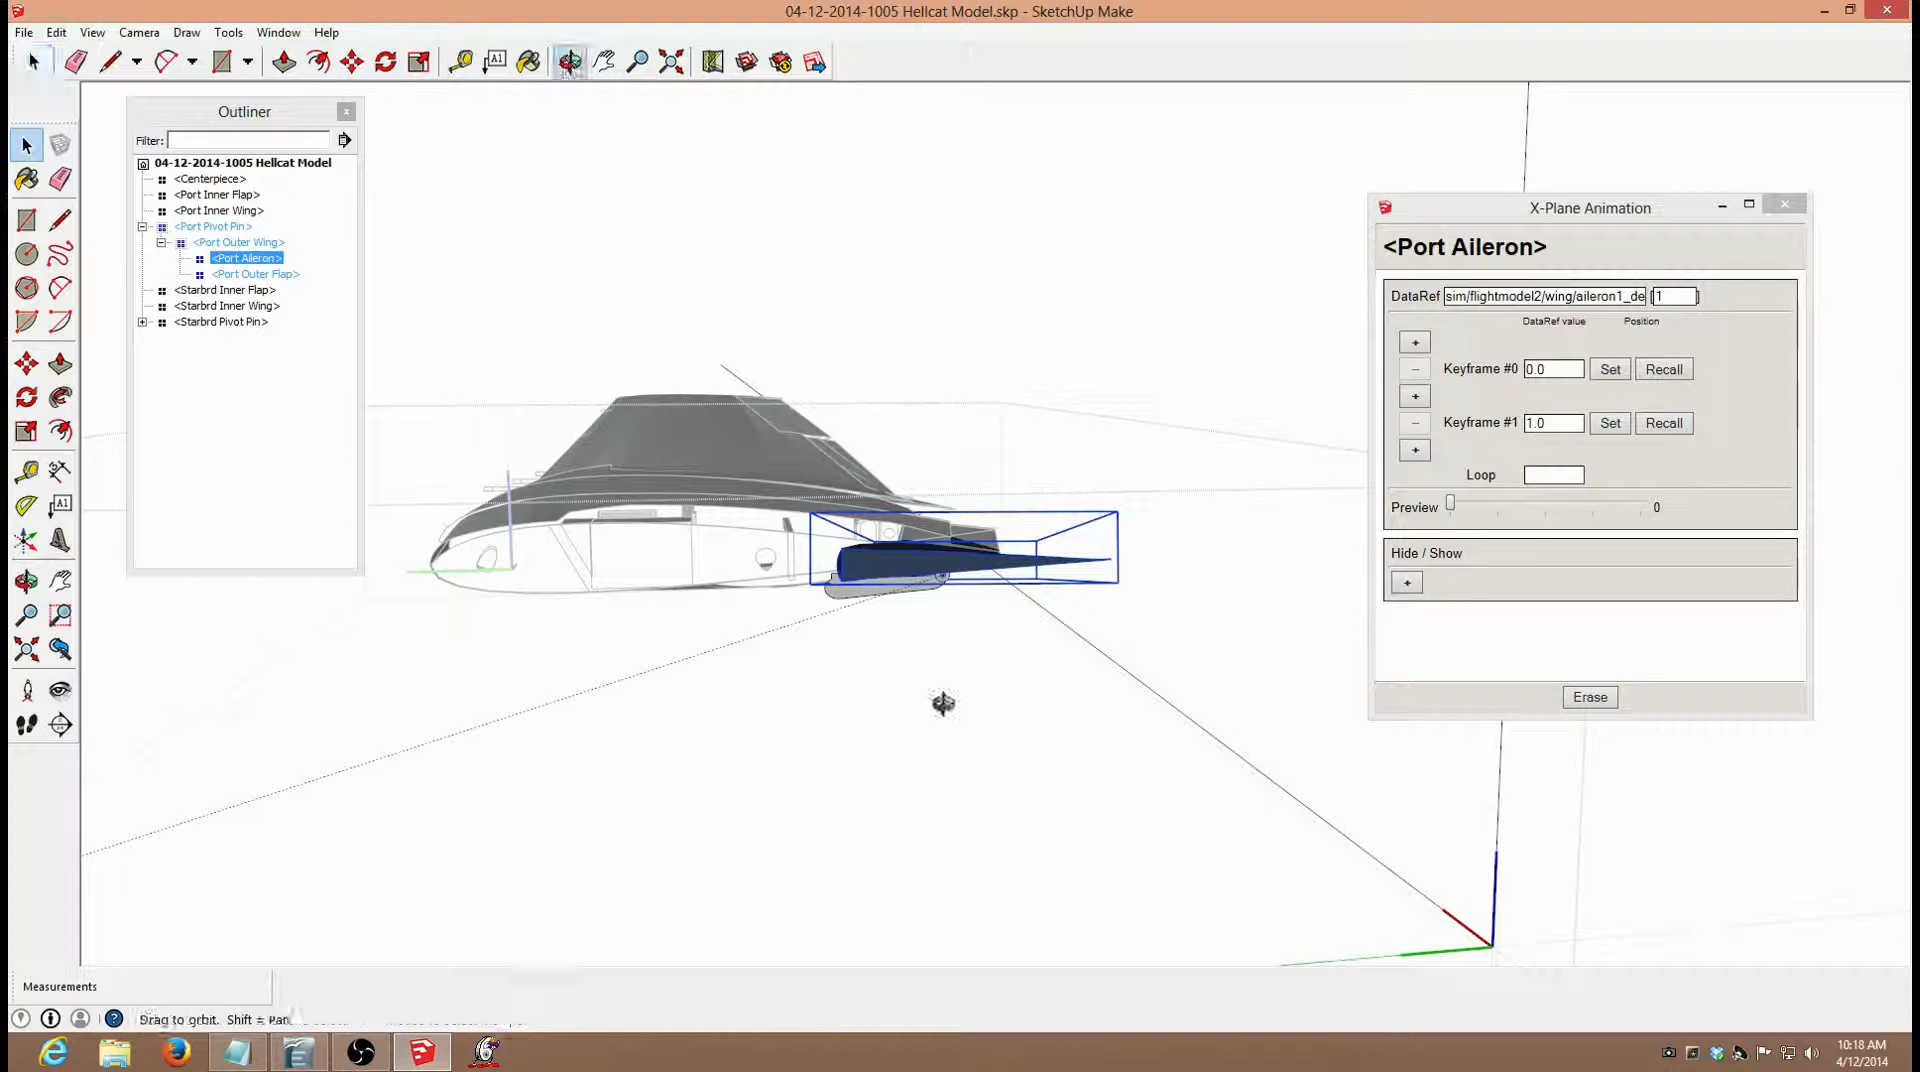 04-12-2014-1005 Hellcat Model.skp - SketchUp Make
File Edit View Camera Draw Tools Window Help
A1
Outliner
Filter:
04-12-2014-1005 Hellcat Model
<Centerpiece>
<Port Inner Flap>
<Port Inner Wing>
<Port Pivot Pin>
<Port Outer Wing>
<Port Aileron>
<Port Outer Flap>
<Starbrd Inner Flap>
<Starbrd Inner Wing>
<Starbrd Pivot Pin>
X-Plane Animation
<Port Aileron>
DataRef sim/flightmodel2/wing/aileron1_de [1]
DataRef value Position
+
- Keyframe #0 0.0 Set Recall
+
- Keyframe #1 1.0 Set Recall
+
Loop
Preview 0
Hide / Show
+
Erase
A1
Measurements
Drag to orbit. Shift = Pan
10:18 AM
4/12/2014